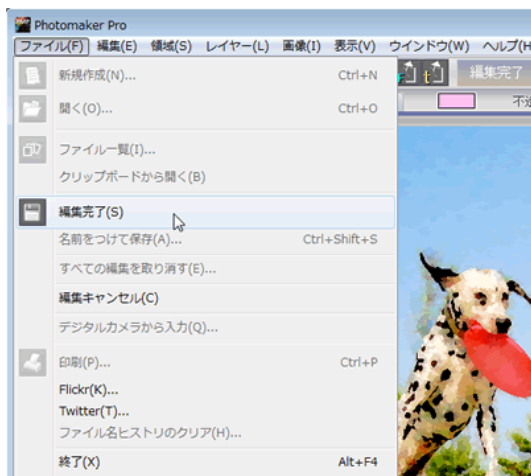 Photomaker Pro
ファイル(F) 編集(E) 領域(S) レイヤー(L) 画像(I) 表示(V) ウインドウ(W) ヘルプ(H
編集完了
新規作成(N)... Ctrl+N
開く(O)... Ctrl+O
ファイル一覧(I)...
クリップボードから開く(B)
編集完了(S)
名前をつけて保存(A)... Ctrl+Shift+S
すべての編集を取り消す(E)...
編集キャンセル(C)
デジタルカメラから入力(Q)...
印刷(P)... Ctrl+P
Flickr(K)...
Twitter(T)...
ファイル名ヒストリのクリア(H)...
終了(X) Alt+F4